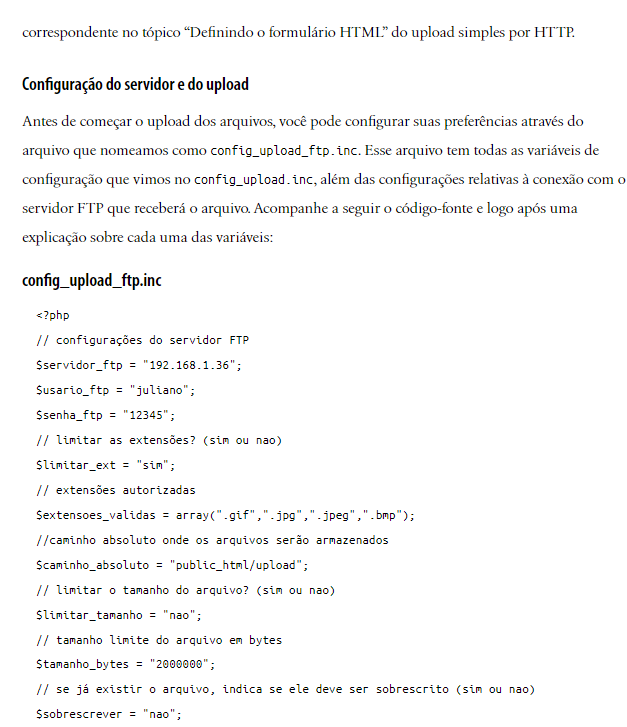 correspondente no tópico “Definindo o formulário HTML” do upload simples por HTTP.
Configuração do servidor e do upload
Antes de começar o upload dos arquivos, você pode configurar suas preferências através do
arquivo que nomeamos como config_upload_ftp.inc. Esse arquivo tem todas as variáveis de
configuração que vimos no config_upload.inc, além das configurações relativas à conexão com o
servidor FTP que receberá o arquivo. Acompanhe a seguir o código-fonte e logo após uma
explicação sobre cada uma das variáveis:
config_upload_ftp.inc
<?php
// configurações do servidor FTP
$servidor_ftp = "192.168.1.36";
$usario_ftp = "juliano";
$senha_ftp = "12345";
// limitar as extensões? (sim ou nao)
$limitar_ext = "sim";
// extensões autorizadas
$extensoes_validas = array(".gif",".jpg",".jpeg",".bmp");
//caminho absoluto onde os arquivos serão armazenados
$caminho_absoluto = "public_html/upload";
// limitar o tamanho do arquivo? (sim ou nao)
$limitar_tamanho = "nao";
// tamanho limite do arquivo em bytes
$tamanho_bytes = "2000000";
// se já existir o arquivo, indica se ele deve ser sobrescrito (sim ou nao)
$sobrescrever = "nao";